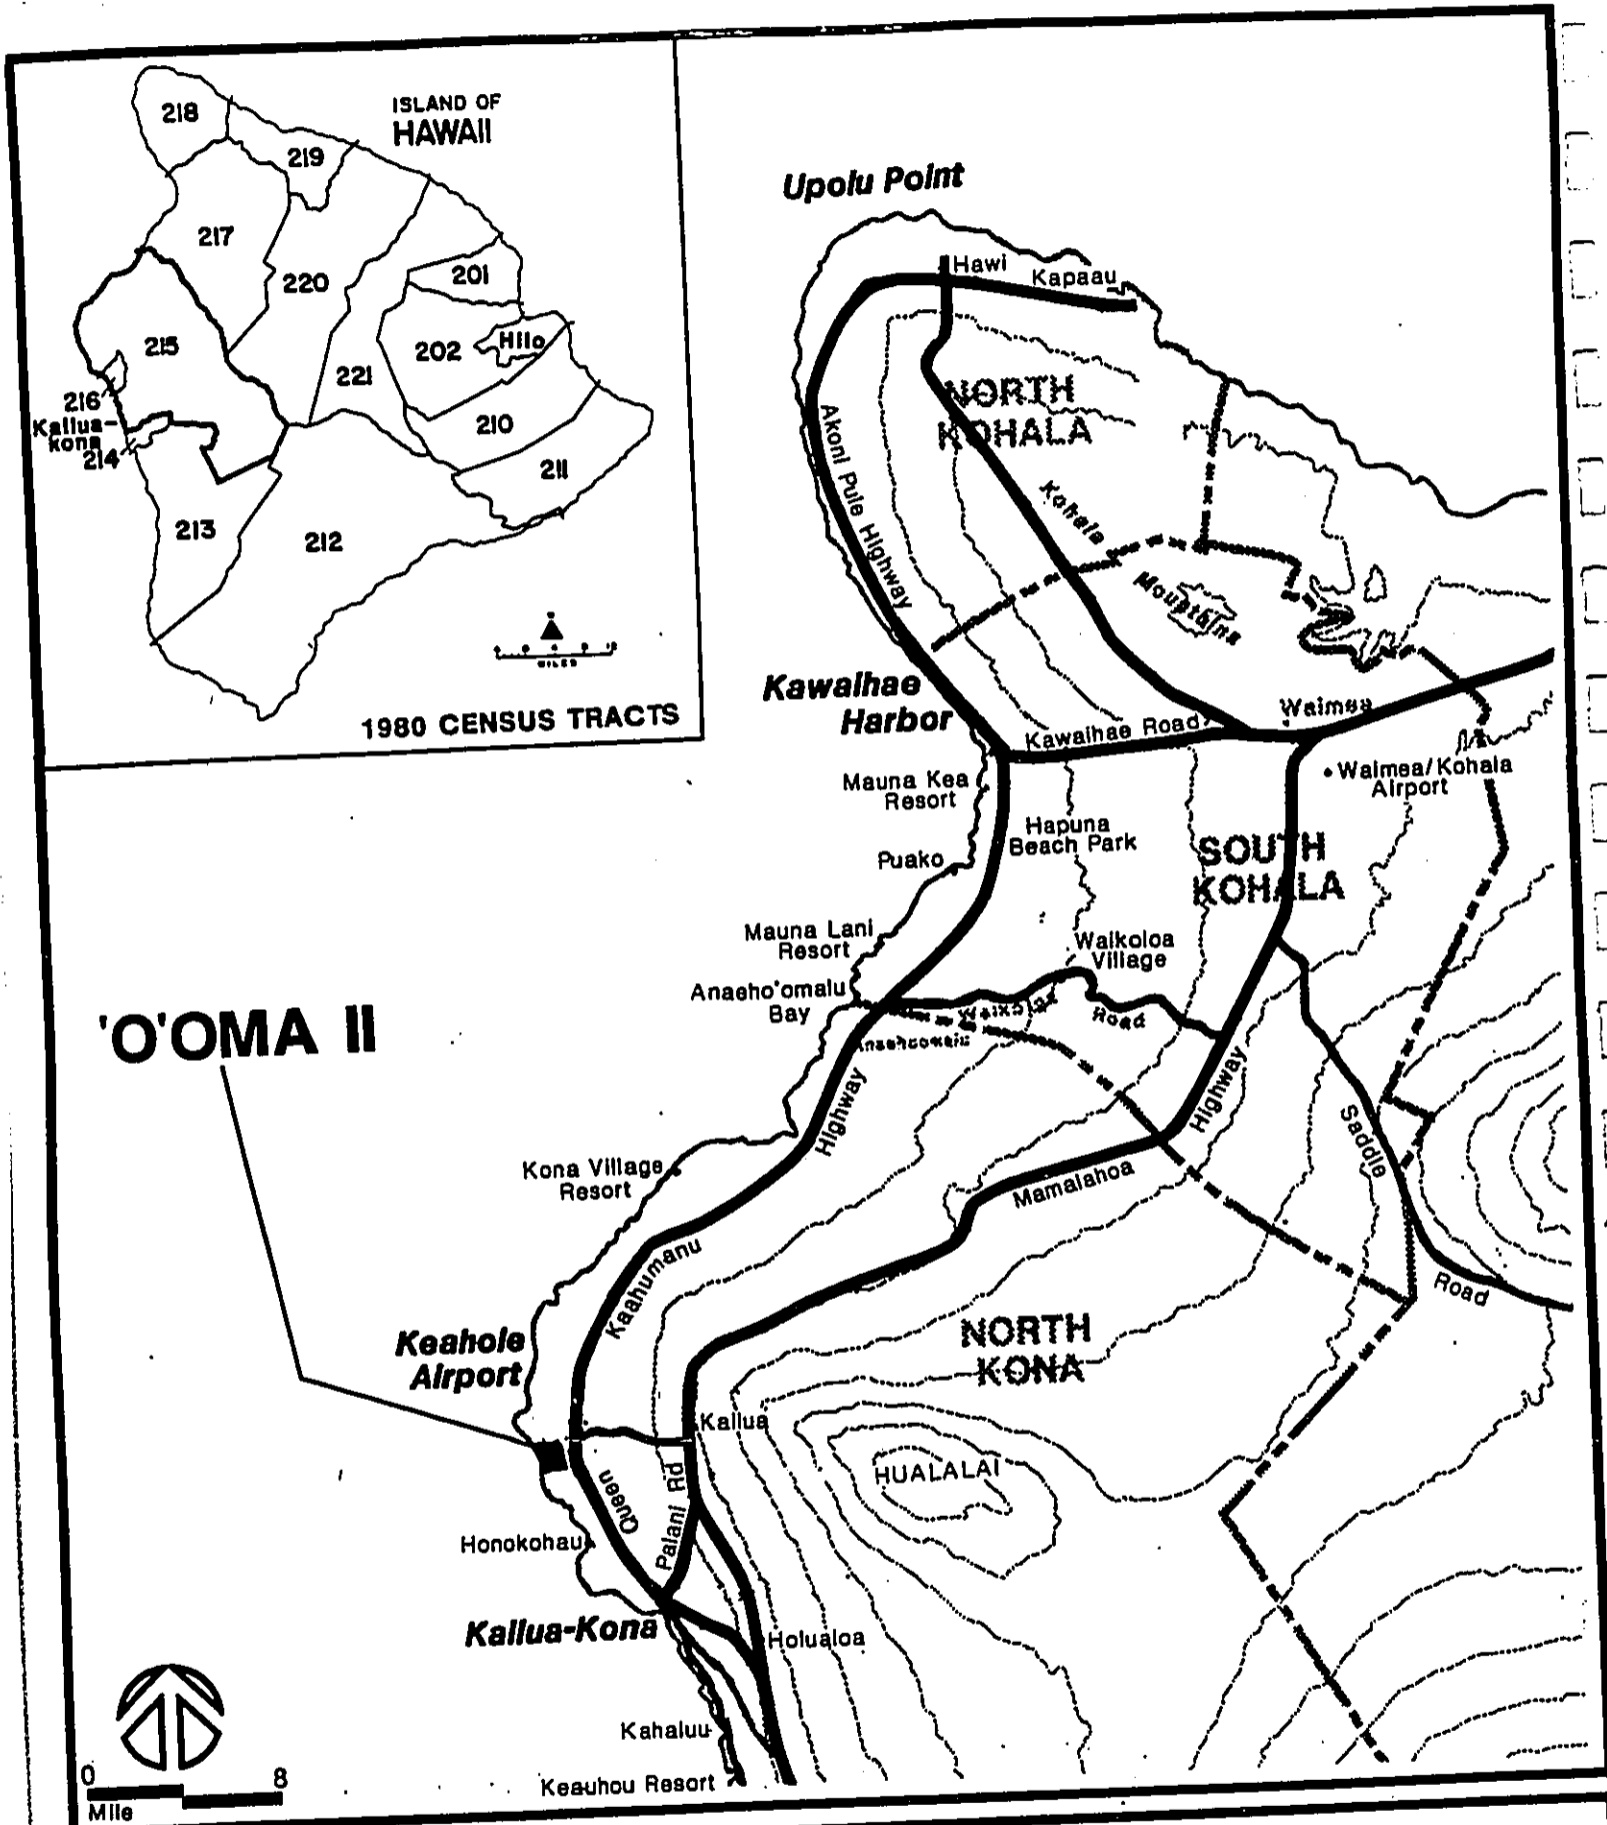 ISLAND OF
HAWAII
218
219
217
220
201
215
202
Hilo
221
216
Kailua-
kona
214
210
211
213
212
MILES
1980 CENSUS TRACTS
Upolu Point
Hawi
Kapaau
NORTH
KOHALA
Akoni Pule Highway
Kohala
Mountains
Kawaihae
Harbor
Kawaihae Road
Waimea
Waimea/Kohala
Airport
Mauna Kea
Resort
Hapuna
Beach Park
Puako
SOUTH
KOHALA
Mauna Lani
Resort
Waikoloa
Village
Anaeho'omalu
Bay
Waikoloa
Road
'O'OMA II
Highway
Highway
Saddle
Kona Village
Resort
Mamalahoa
Kaahumanu
Road
Keahole
Airport
NORTH
KONA
Kailua
HUALALAI
Queen
Palani Rd
Honokohau
Kailua-Kona
Holualoa
Kahaluu
Keauhou Resort
0 8
Mile